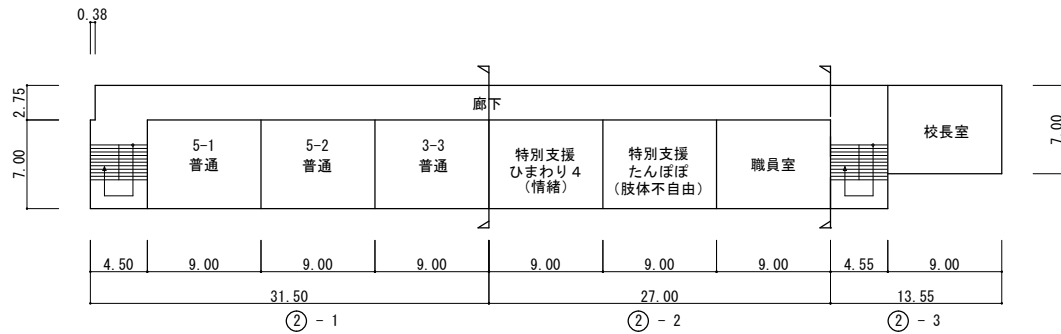 0.38
2.75
7.00
廊下
5-1
普通
5-2
普通
3-3
普通
特別支援
ひまわり４
（情緒）
特別支援
たんぽぽ
（肢体不自由）
職員室
校長室
7.00
4.50
9.00
9.00
9.00
9.00
9.00
9.00
4.55
9.00
31.50
27.00
13.55
②-1
②-2
②-3